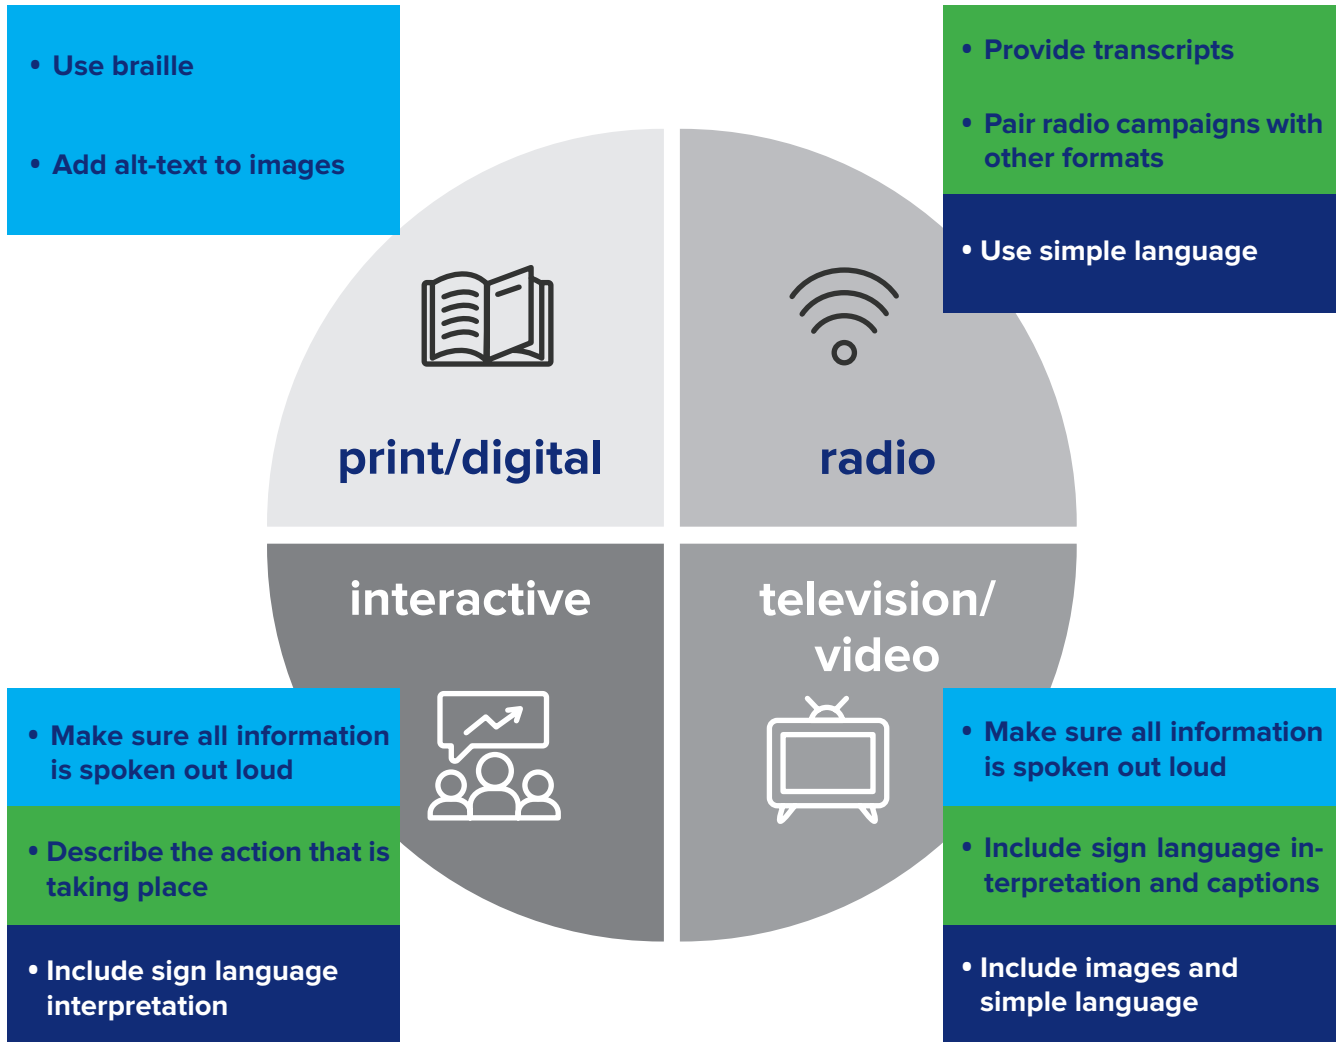 • Use braille
• Add alt-text to images
• Provide transcripts
• Pair radio campaigns with
other formats
• Use simple language
print/digital
radio
interactive
television/
video
• Make sure all information
is spoken out loud
• Describe the action that is
taking place
• Include sign language
interpretation
• Make sure all information
is spoken out loud
• Include sign language in-
terpretation and captions
• Include images and
simple language